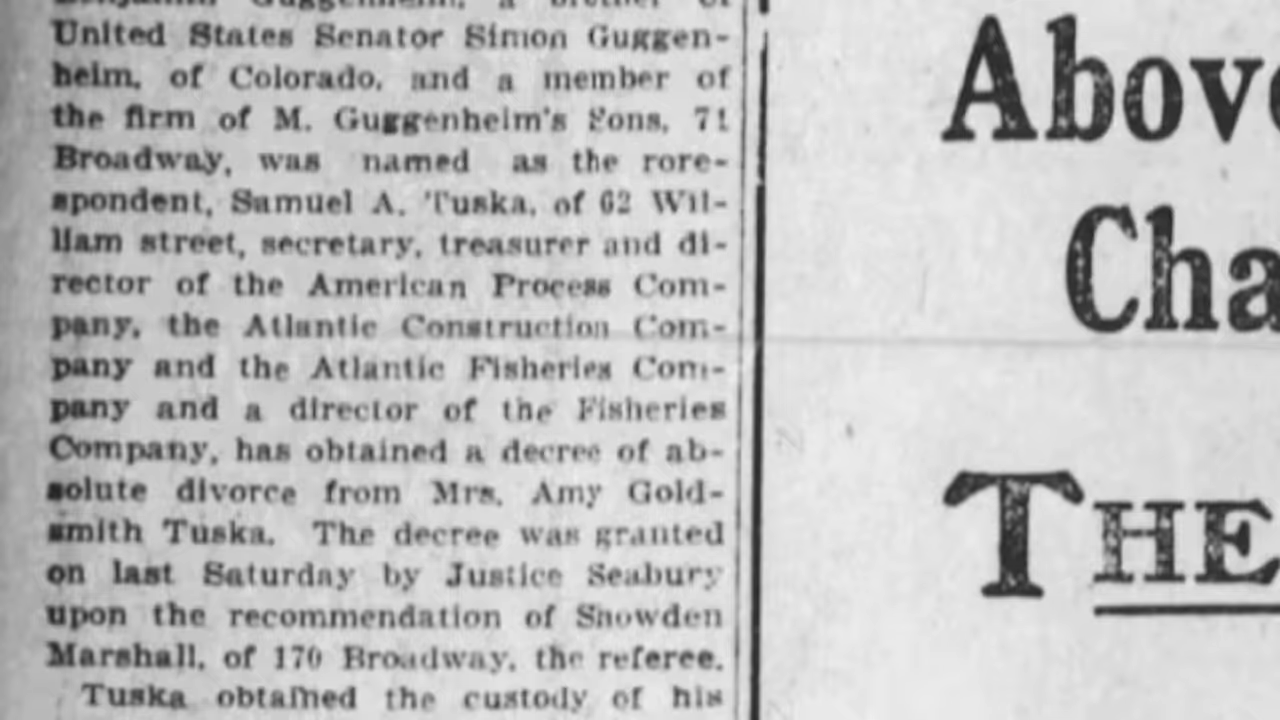 Benjamin Guggenheim, a brother of
United States Senator Simon Guggen-
heim, of Colorado, and a member of
the firm of M. Guggenheim's Sons, 71
Broadway, was named as the rore-
spondent, Samuel A. Tuska, of 62 Wil-
liam street, secretary, treasurer and di-
rector of the American Process Com-
pany, the Atlantic Construction Com-
pany and the Atlantic Fisheries Com-
pany and a director of the Fisheries
Company, has obtained a decree of ab-
solute divorce from Mrs. Amy Gold-
smith Tuska. The decree was granted
on last Saturday by Justice Seabury
upon the recommendation of Snowden
Marshall, of 170 Broadway, the referee.
Tuska obtained the custody of his
Above
Cha
THE